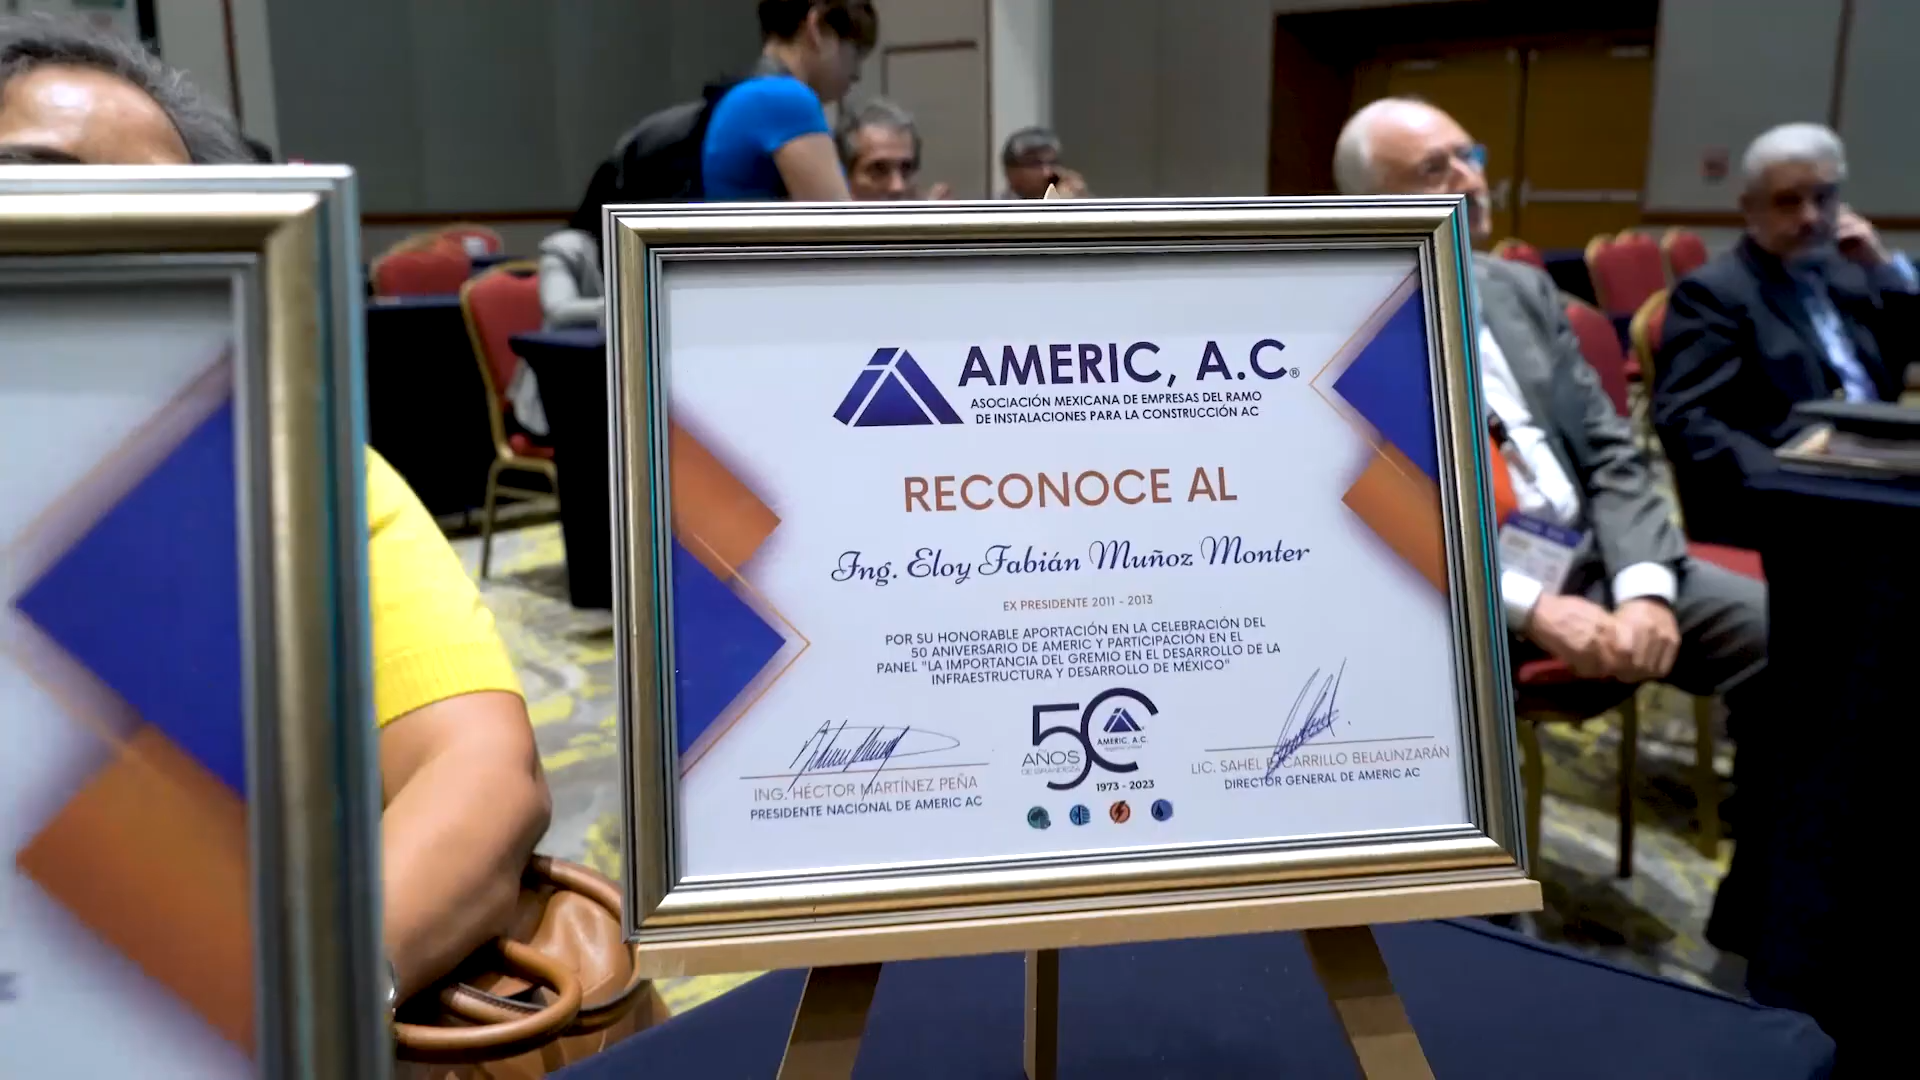 AMERIC, A.C.®
ASOCIACIÓN MEXICANA DE EMPRESAS DEL RAMO
DE INSTALACIONES PARA LA CONSTRUCCIÓN AC
RECONOCE AL
Ing. Eloy Fabián Muñoz Monter
EX PRESIDENTE 2011 - 2013
POR SU HONORABLE APORTACIÓN EN LA CELEBRACIÓN DEL
50 ANIVERSARIO DE AMERIC Y PARTICIPACIÓN EN EL
PANEL "LA IMPORTANCIA DEL GREMIO EN EL DESARROLLO DE LA
INFRAESTRUCTURA Y DESARROLLO DE MÉXICO"
50
AMERIC, A.C.
AÑOS
DE GRANDEZA
1973 - 2023
ING. HÉCTOR MARTÍNEZ PEÑA
PRESIDENTE NACIONAL DE AMERIC AC
LIC. SAHEL CARRILLO BELAUNZARÁN
DIRECTOR GENERAL DE AMERIC AC